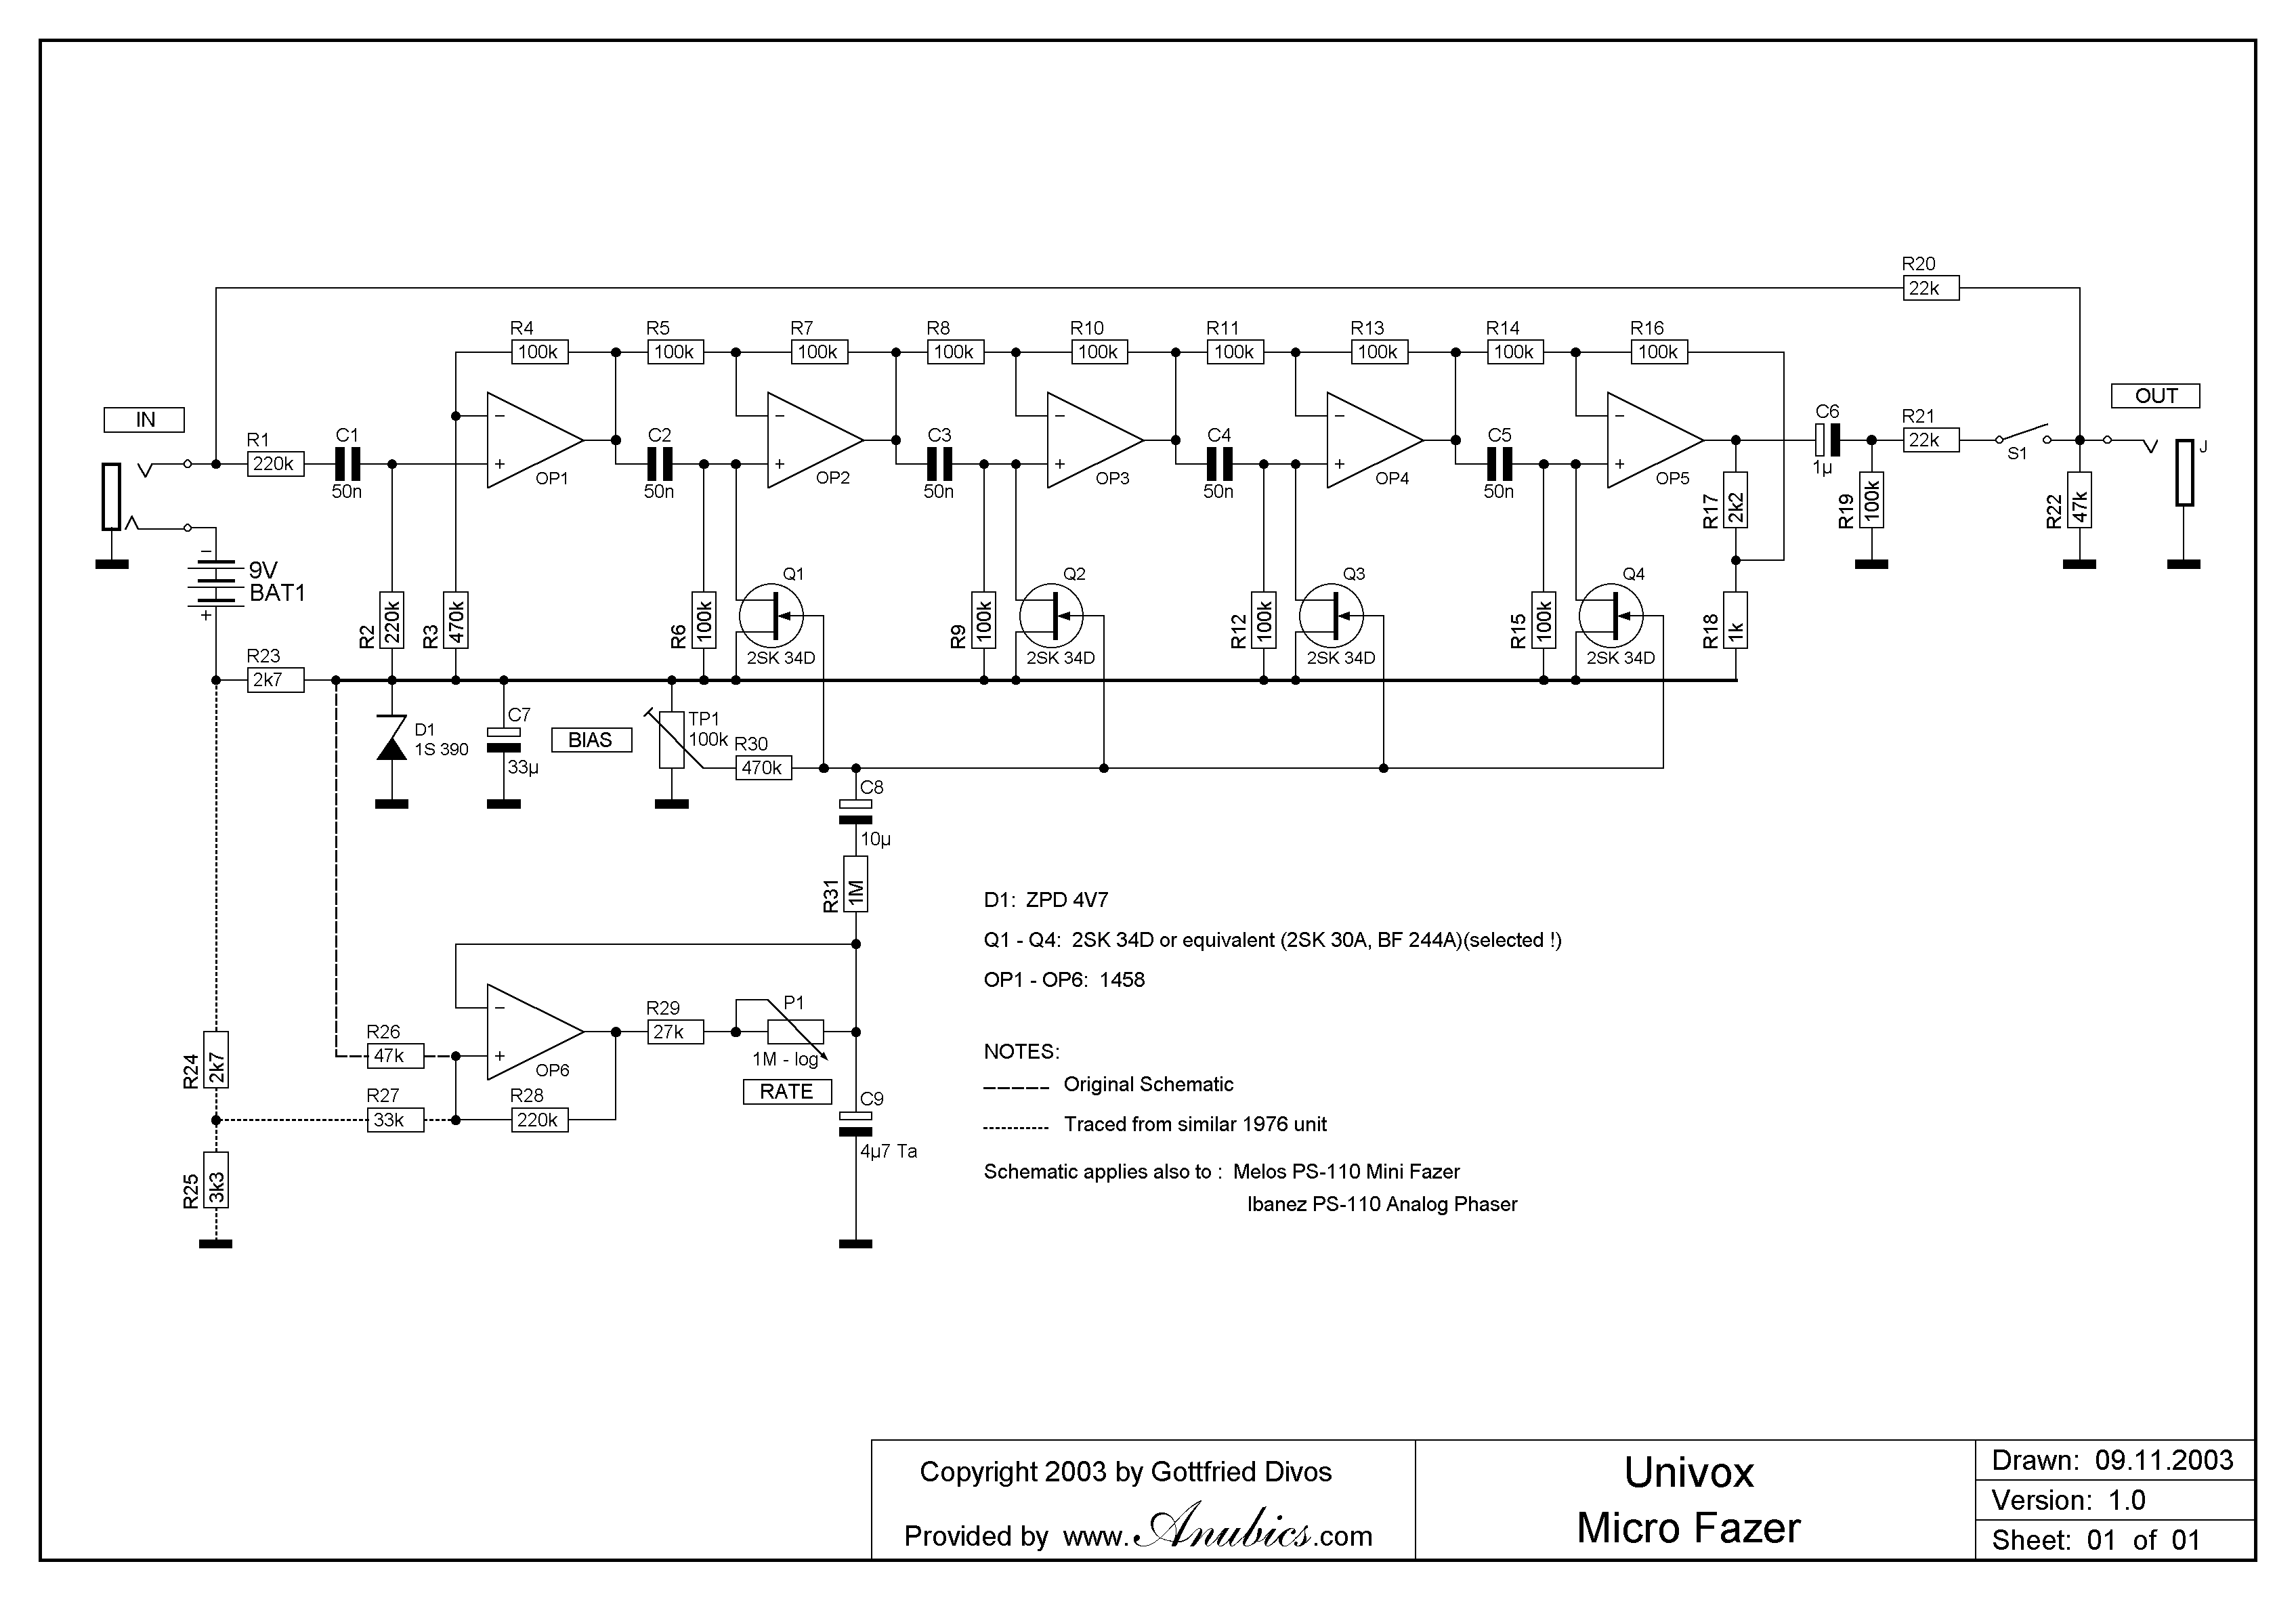 R20
22k
R4
R5
R7
R8
R10
R11
R13
R14
R16
100k
100k
100k
100k
100k
100k
100k
100k
100k
IN
OUT
R1
220k
C1
50n
−
+
OP1
C2
50n
−
+
OP2
C3
50n
−
+
OP3
C4
50n
−
+
OP4
C5
50n
−
+
OP5
C6
1µ
R21
22k
S1
J
R17
2k2
R19
100k
R22
47k
−
9V
BAT1
+
R2
220k
R3
470k
R6
100k
Q1
2SK 34D
R9
100k
Q2
2SK 34D
R12
100k
Q3
2SK 34D
R15
100k
Q4
2SK 34D
R18
1k
R23
2k7
D1
1S 390
C7
33µ
BIAS
TP1
100k
R30
470k
C8
10µ
R31
1M
D1: ZPD 4V7
Q1 - Q4: 2SK 34D or equivalent (2SK 30A, BF 244A)(selected !)
OP1 - OP6: 1458
R24
2k7
R26
47k
−
+
OP6
R29
27k
P1
1M - log
RATE
R27
33k
R28
220k
C9
4µ7 Ta
R25
3k3
NOTES:
Original Schematic
Traced from similar 1976 unit
Schematic applies also to : Melos PS-110 Mini Fazer
Ibanez PS-110 Analog Phaser
Copyright 2003 by Gottfried Divos
Provided by www.Anubics.com
Univox
Micro Fazer
Drawn: 09.11.2003
Version: 1.0
Sheet: 01 of 01